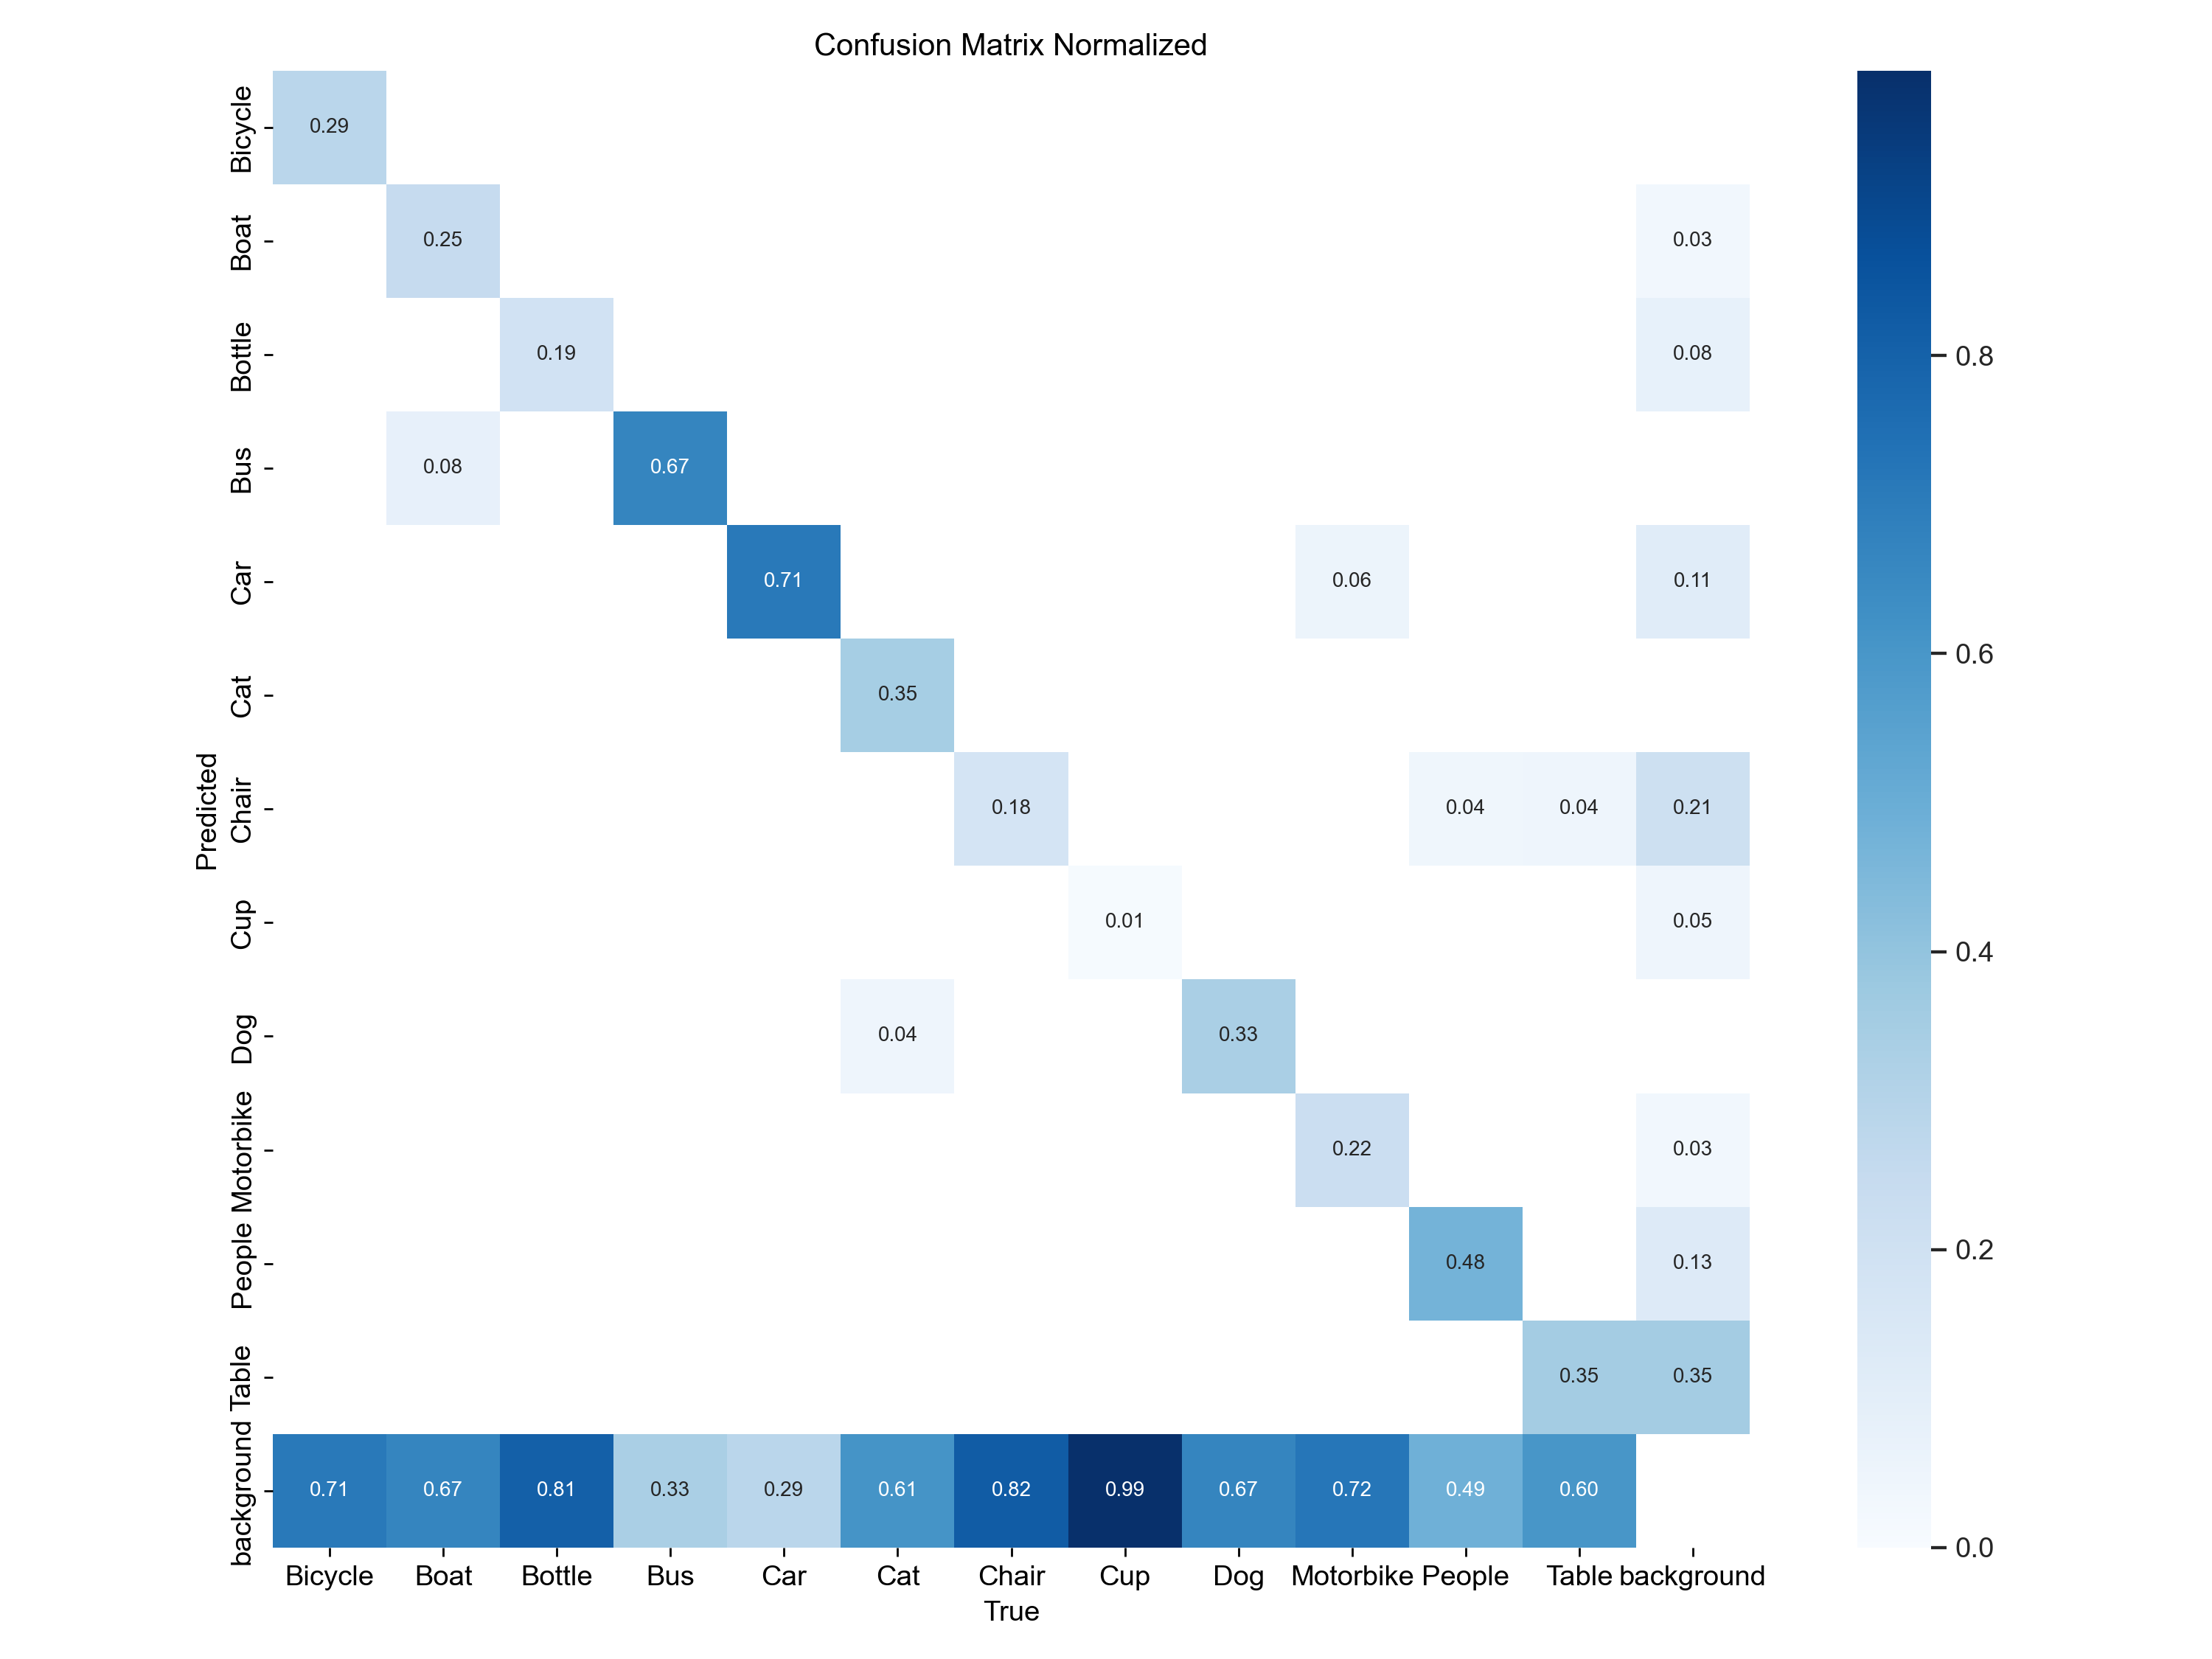 Confusion Matrix Normalized
Bicycle
0.29
Boat
0.25
0.03
Bottle
0.19
0.08
0.8
Bus
0.08
0.67
Car
0.71
0.06
0.11
0.6
Cat
0.35
Predicted
Chair
0.18
0.04
0.04
0.21
Cup
0.01
0.05
0.4
Dog
0.04
0.33
Motorbike
0.22
0.03
People
0.48
0.13
0.2
Table
0.35
0.35
background
0.71
0.67
0.81
0.33
0.29
0.61
0.82
0.99
0.67
0.72
0.49
0.60
0.0
Bicycle Boat Bottle Bus Car Cat Chair Cup Dog Motorbike People Table background
True